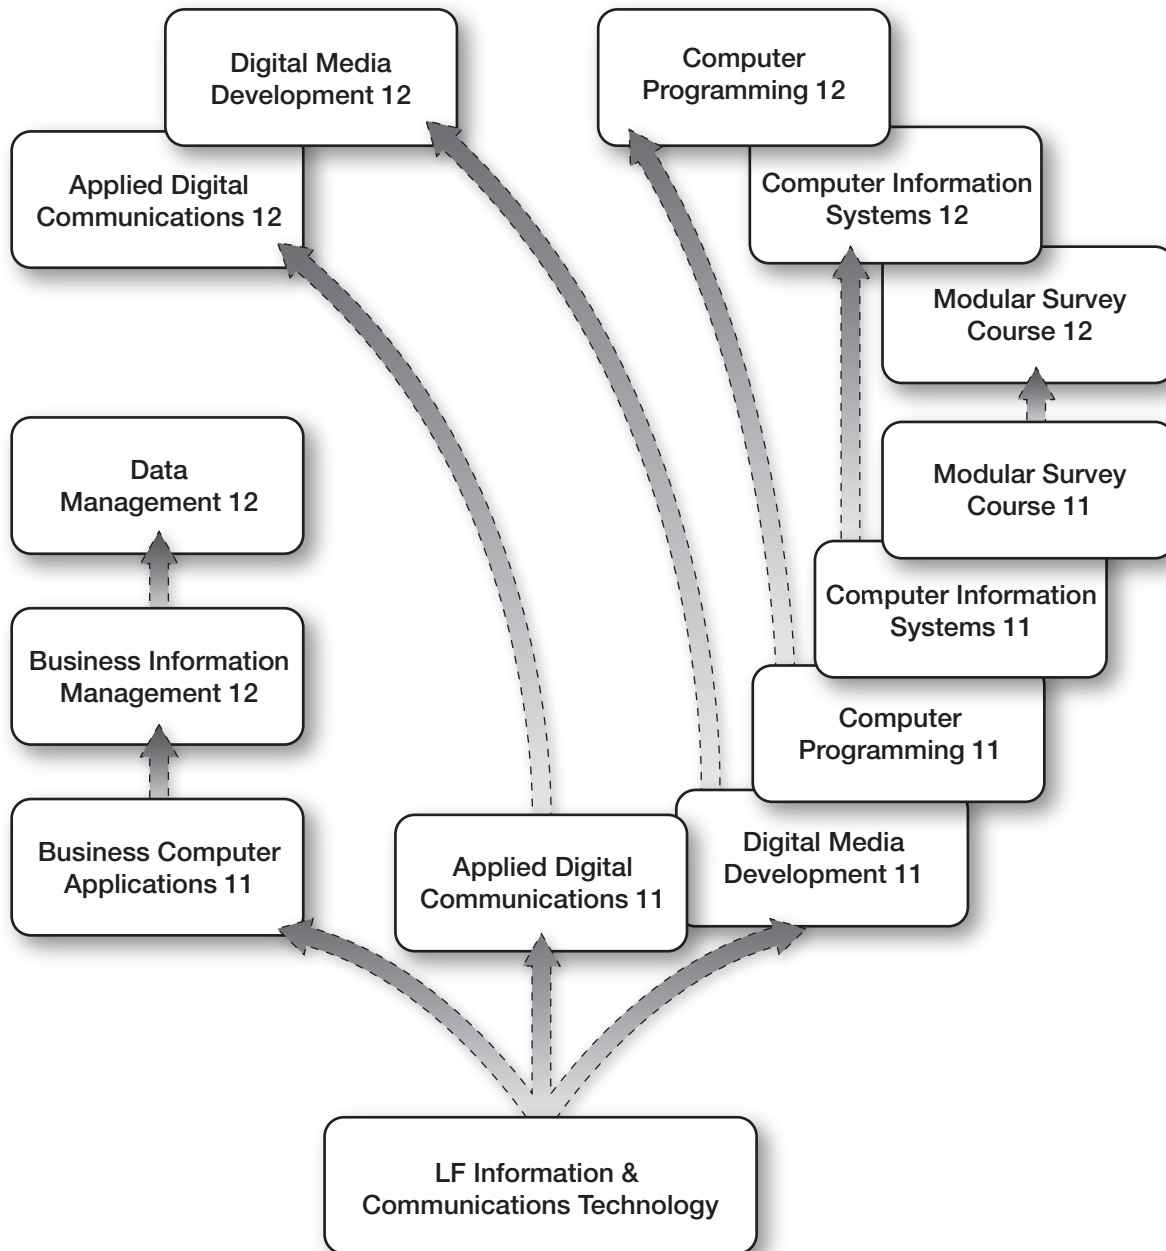 Digital Media
Development 12
Computer
Programming 12
Applied Digital
Communications 12
Computer Information
Systems 12
Modular Survey
Course 12
Data
Management 12
Modular Survey
Course 11
Computer Information
Systems 11
Business Information
Management 12
Computer
Programming 11
Business Computer
Applications 11
Applied Digital
Communications 11
Digital Media
Development 11
LF Information &
Communications Technology